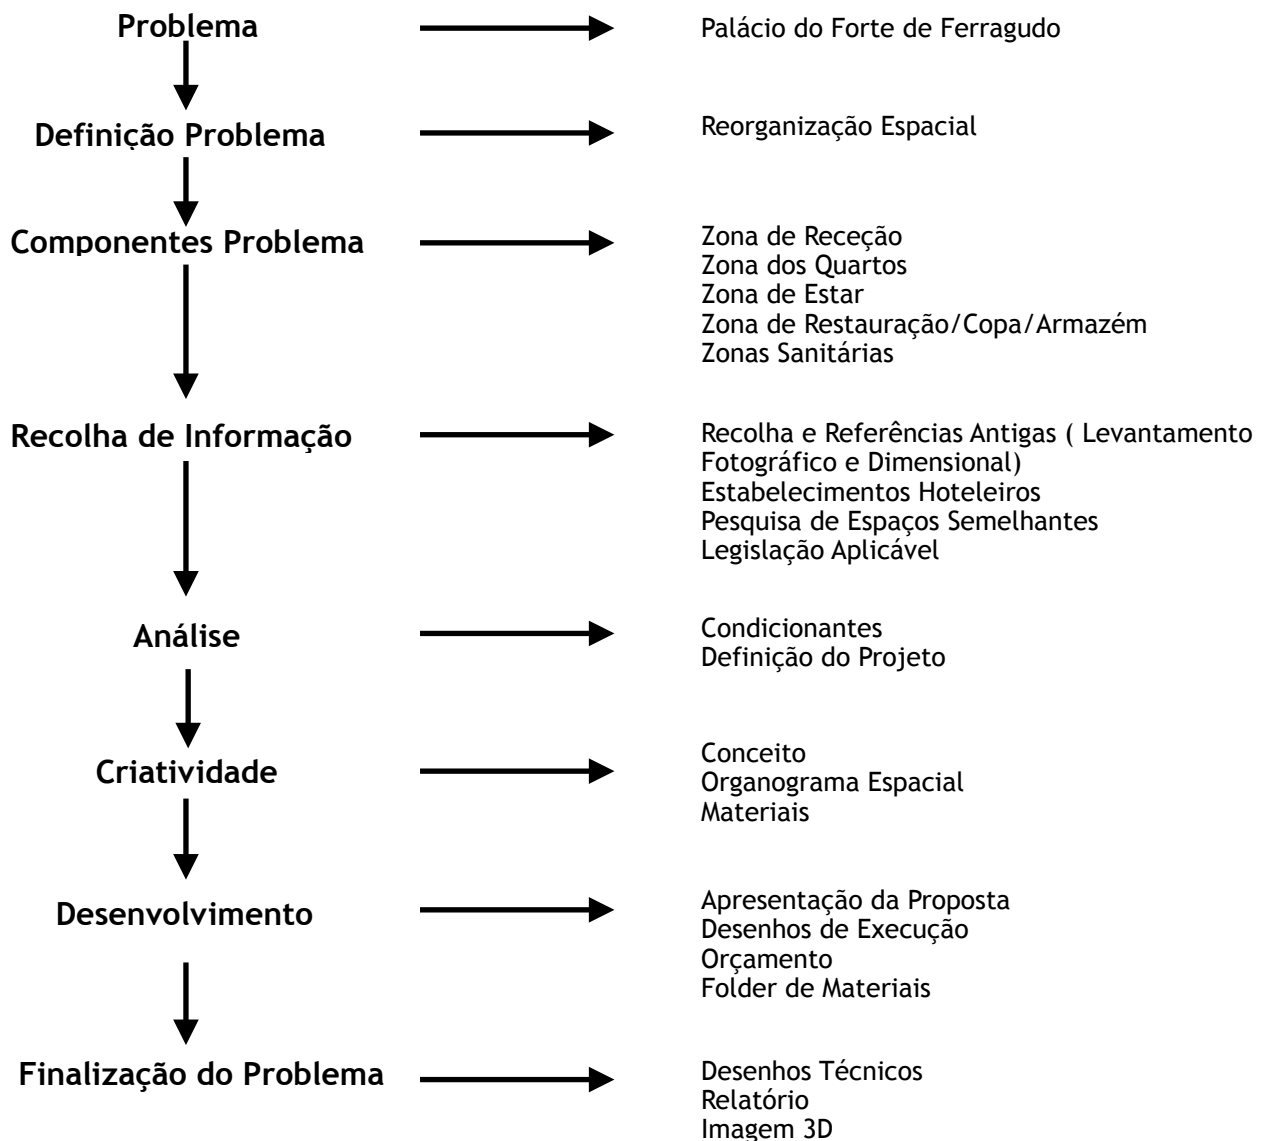 Problema
Palácio do Forte de Ferragudo
Definição Problema
Reorganização Espacial
Componentes Problema
Zona de Receção
Zona dos Quartos
Zona de Estar
Zona de Restauração/Copa/Armazém
Zonas Sanitárias
Recolha de Informação
Recolha e Referências Antigas ( Levantamento
Fotográfico e Dimensional)
Estabelecimentos Hoteleiros
Pesquisa de Espaços Semelhantes
Legislação Aplicável
Análise
Condicionantes
Definição do Projeto
Criatividade
Conceito
Organograma Espacial
Materiais
Desenvolvimento
Apresentação da Proposta
Desenhos de Execução
Orçamento
Folder de Materiais
Finalização do Problema
Desenhos Técnicos
Relatório
Imagem 3D